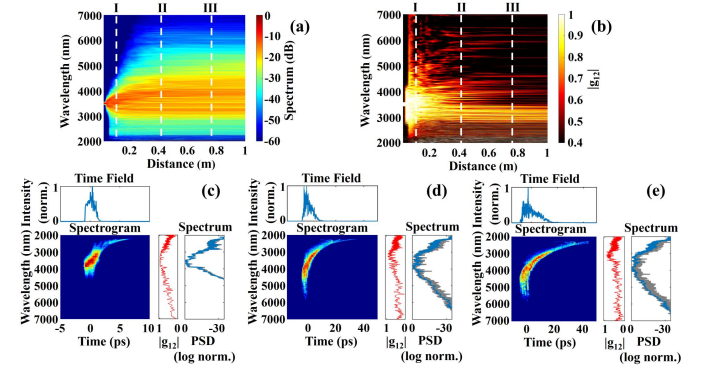 I II III
I II III
7000
6000
5000
4000
3000
2000
Wavelength (nm)
(a)
0.2 0.4 0.6 0.8 1
Distance (m)
0
-10
-20
-30
-40
-50
-60
Spectrum (dB)
7000
6000
5000
4000
3000
2000
Wavelength (nm)
(b)
0.2 0.4 0.6 0.8 1
Distance (m)
1
0.9
0.8
0.7
0.6
0.5
0.4
|g12|
Time Field
(c)
Intensity
(norm.)
1
0
Spectrogram
Spectrum
Wavelength (nm)
2000
3000
4000
5000
6000
7000
-5 0 5 10
Time (ps)
1 0
|g12|
0 -30
PSD
(log norm.)
Time Field
(d)
Intensity
(norm.)
1
0
Spectrogram
Spectrum
Wavelength (nm)
2000
3000
4000
5000
6000
7000
0 20 40
Time (ps)
1 0
|g12|
0 -30
PSD
(log norm.)
Time Field
(e)
Intensity
(norm.)
1
0
Spectrogram
Spectrum
Wavelength (nm)
2000
3000
4000
5000
6000
7000
0 20 40
Time (ps)
1 0
|g12|
0 -30
PSD
(log norm.)